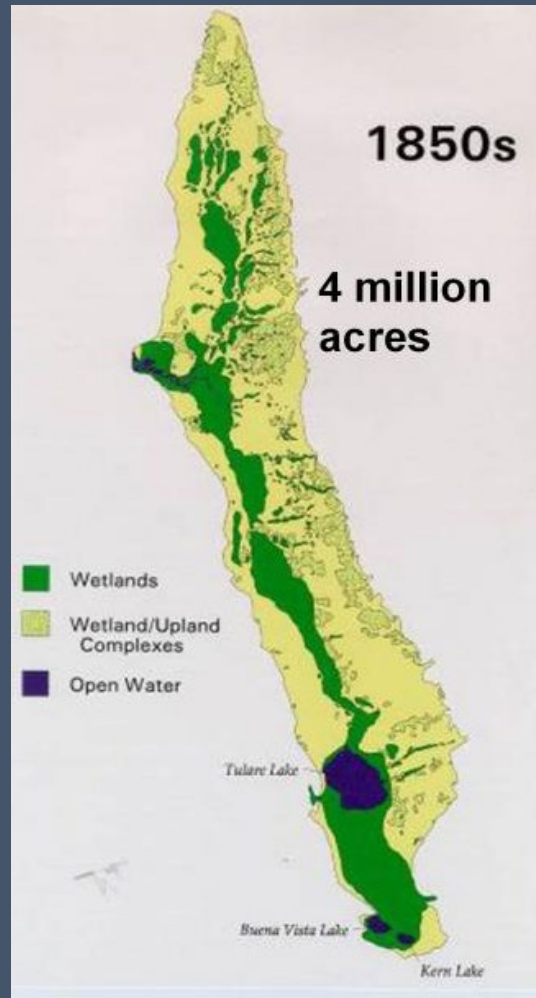 1850s
4 million
acres
Wetlands
Wetland/Upland
Complexes
Open Water
Tulare Lake
Buena Vista Lake
Kern Lake